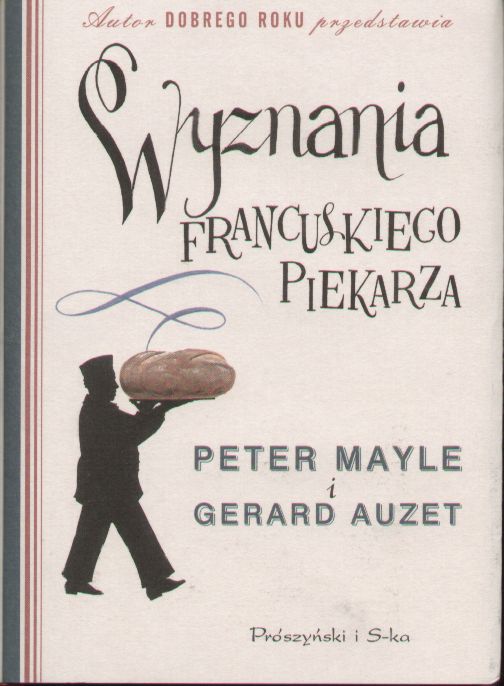 Autor DOBREGO ROKU przedstawia
Wyznania
FRANCUSKIEGO
PIEKARZA
PETER MAYLE
i
GERARD AUZET
Prószyński i S-ka